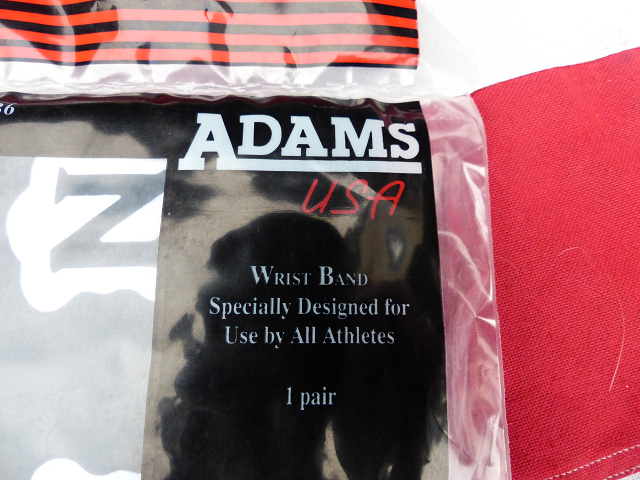 ADAMS
USA
WRIST BAND
Specially Designed for
Use by All Athletes
1 pair